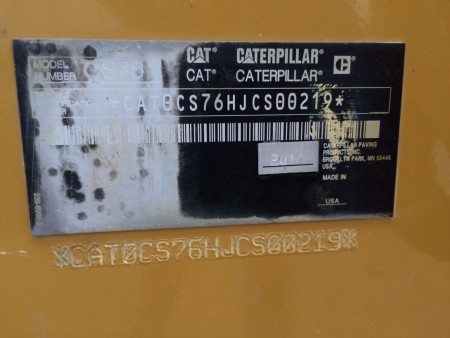 MODEL CAT® CATERPILLAR®
NUMBER CS76 CAT® CATERPILLAR®
*CAT0CS76HJCS00219*
CATERPILLAR PAVING
PRODUCTS INC.
BROOKLYN PARK, MN 55445
USA
MADE IN
USA
*CAT0CS76HJCS00219*